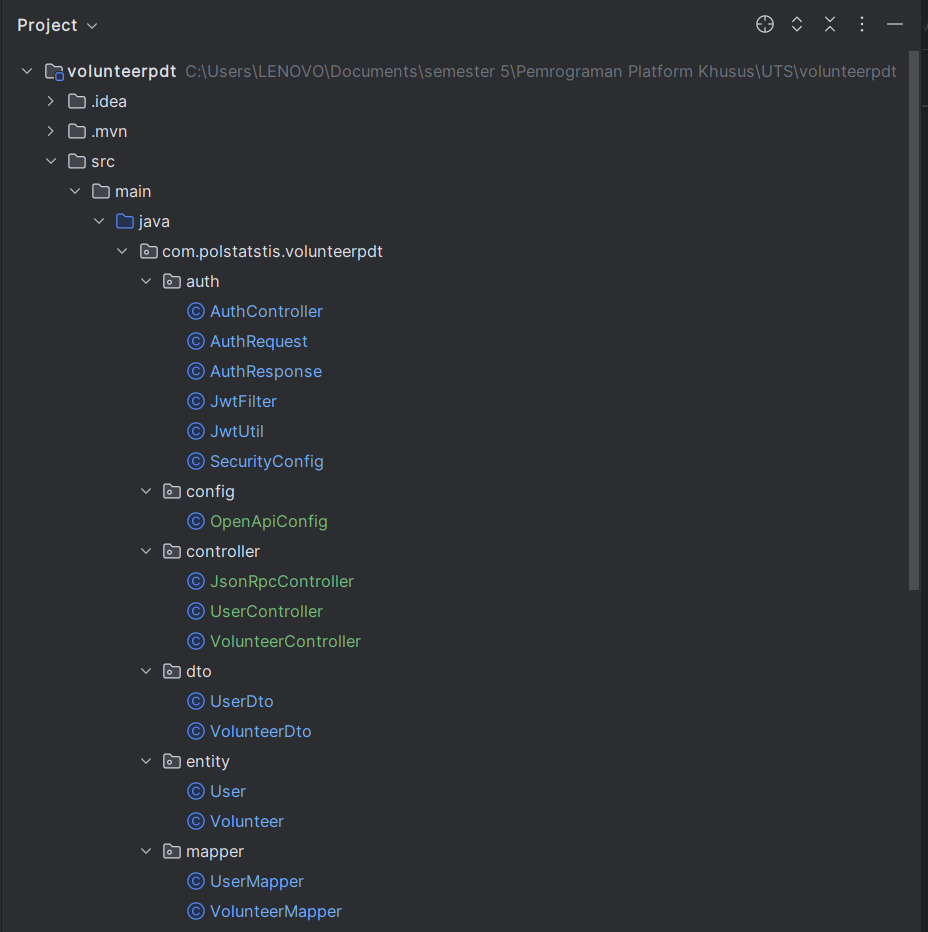 Project
volunteerpdt C:\Users\LENOVO\Documents\semester 5\Pemrograman Platform Khusus\UTS\volunteerpdt
.idea
.mvn
src
main
java
com.polstatstis.volunteerpdt
auth
AuthController
AuthRequest
AuthResponse
JwtFilter
JwtUtil
SecurityConfig
config
OpenApiConfig
controller
JsonRpcController
UserController
VolunteerController
dto
UserDto
VolunteerDto
entity
User
Volunteer
mapper
UserMapper
VolunteerMapper